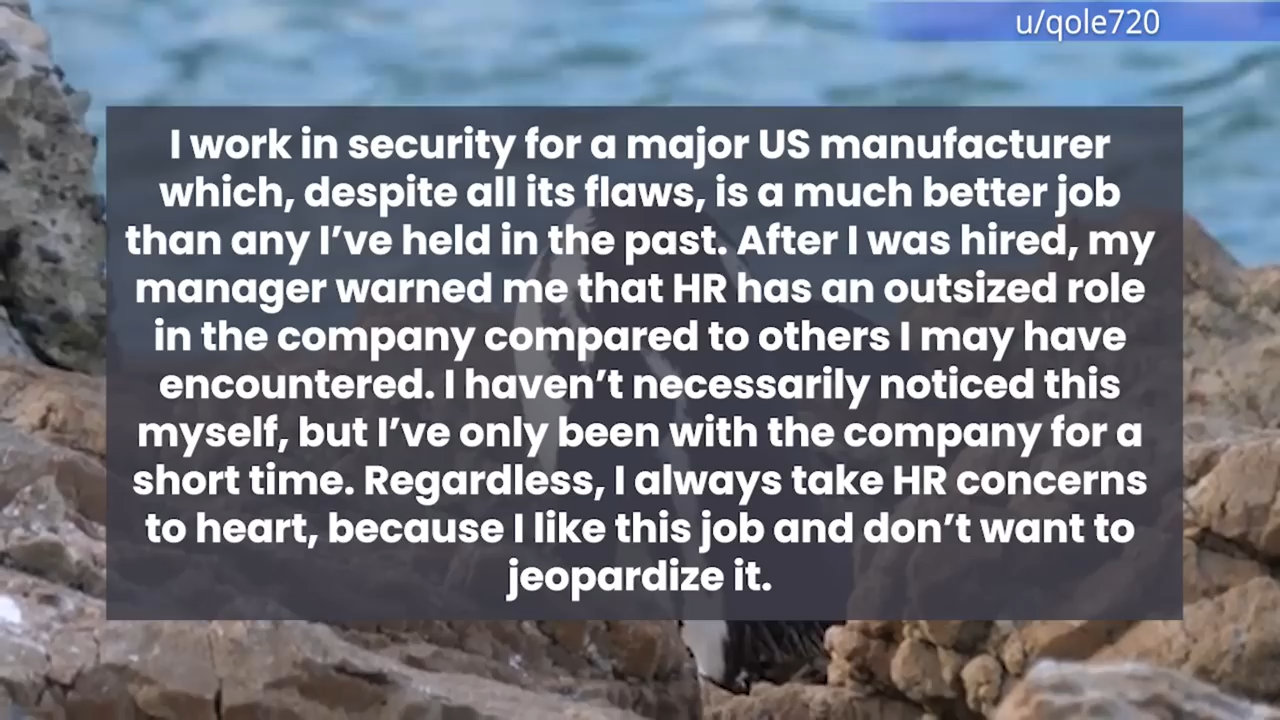 u/qole720
I work in security for a major US manufacturer
which, despite all its flaws, is a much better job
than any I’ve held in the past. After I was hired, my
manager warned me that HR has an outsized role
in the company compared to others I may have
encountered. I haven’t necessarily noticed this
myself, but I’ve only been with the company for a
short time. Regardless, I always take HR concerns
to heart, because I like this job and don’t want to
jeopardize it.